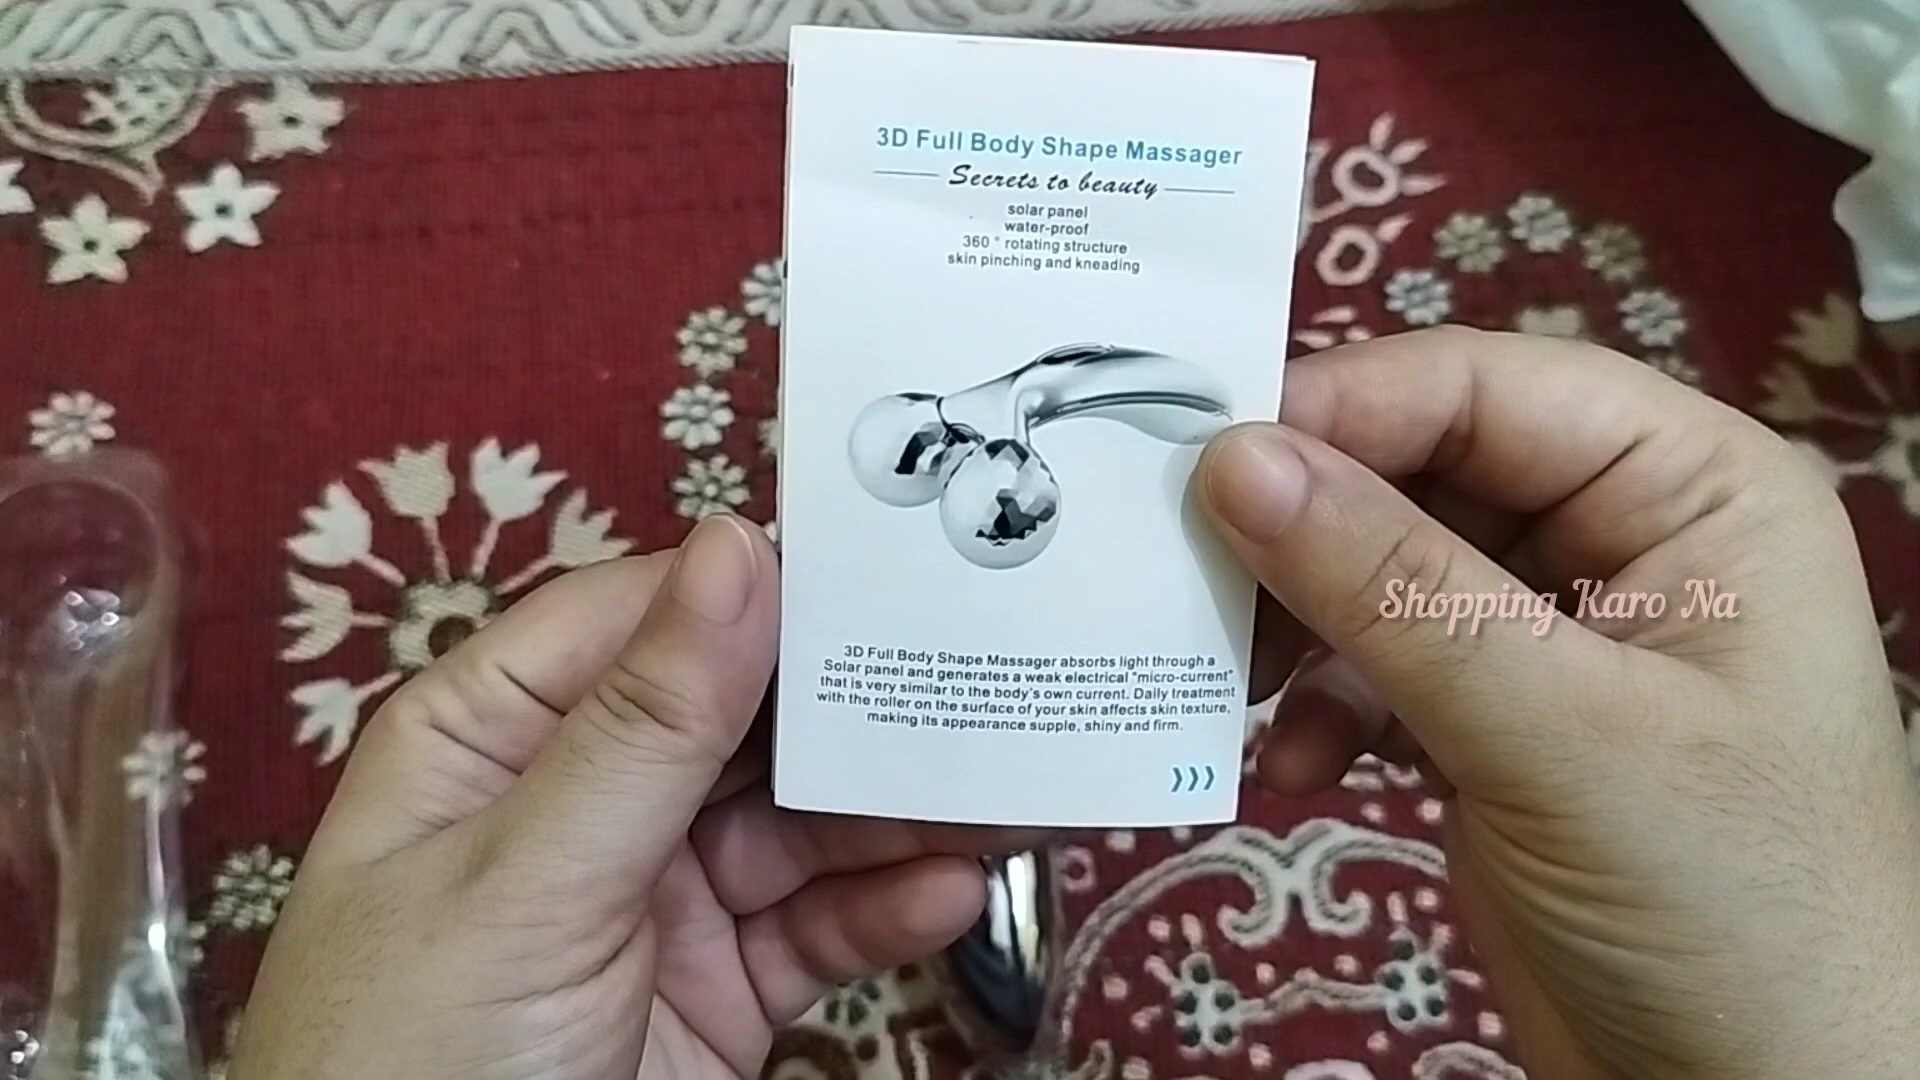 3D Full Body Shape Massager
Secrets to beauty
solar panel
water-proof
360 ° rotating structure
skin pinching and kneading
3D Full Body Shape Massager absorbs light through a
Solar panel and generates a weak electrical "micro-current"
that is very similar to the body's own current. Daily treatment
with the roller on the surface of your skin affects skin texture,
making its appearance supple, shiny and firm.
Shopping Karo Na